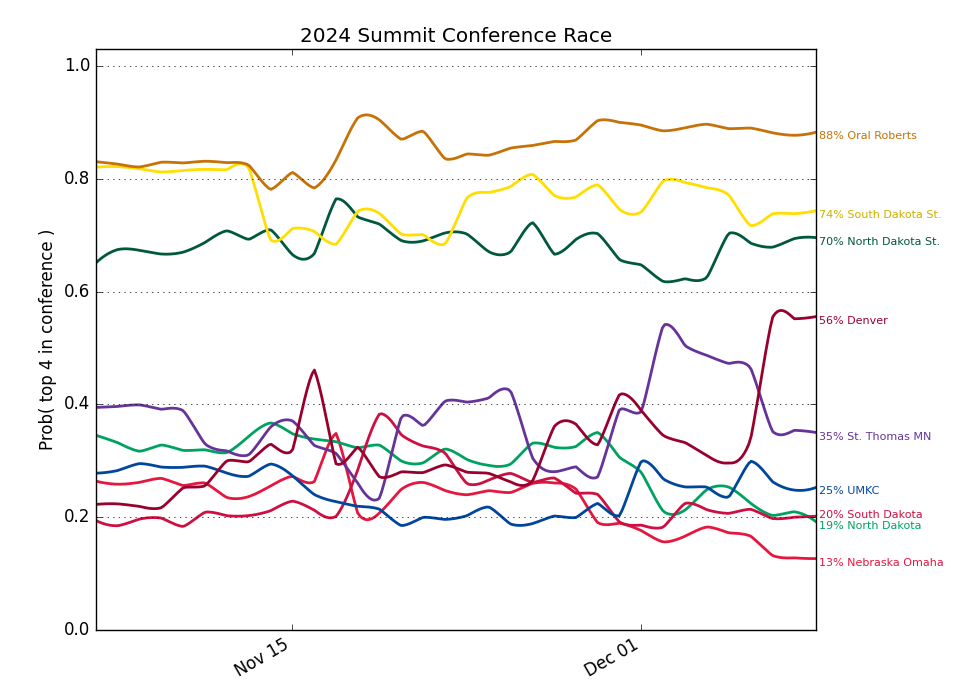 2024 Summit Conference Race
Prob( top 4 in conference )
1.0
0.8
0.6
0.4
0.2
0.0
Nov 15
Dec 01
88% Oral Roberts
74% South Dakota St.
70% North Dakota St.
56% Denver
35% St. Thomas MN
25% UMKC
20% South Dakota
19% North Dakota
13% Nebraska Omaha